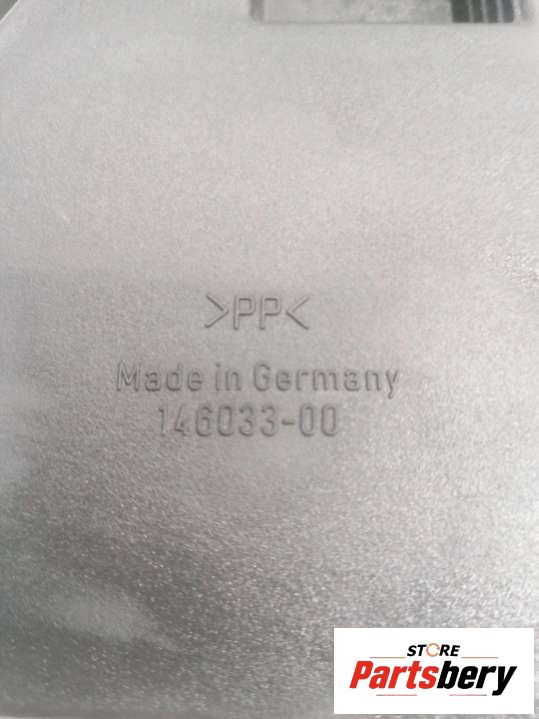 >PP<
Made in Germany
146033-00
STORE
Partsbery